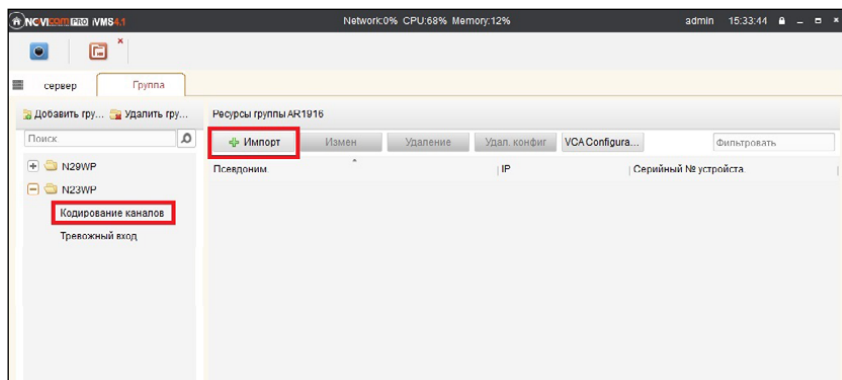 NOVIcom PRO iVMS4.1 Network:0% CPU:68% Memory:12% admin 15:33:44
сервер Группа
Добавить гру... Удалить гру... Ресурсы группы AR1916
Поиск Импорт Измен Удаление Удал. конфиг VCA Configura... Фильтровать
N29WP Псевдоним IP Серийный № устройства
N23WP
Кодирование каналов
Тревожный вход